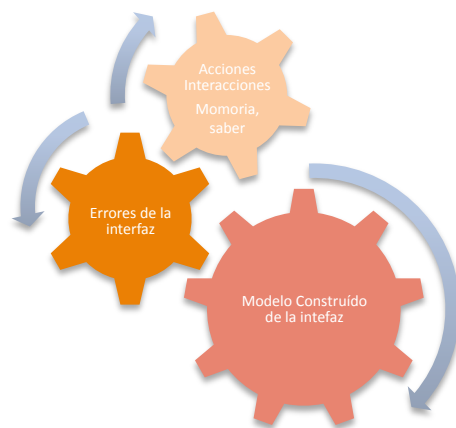 Acciones
Interacciones
Momoria,
saber
Errores de la
interfaz
Modelo Construído
de la intefaz